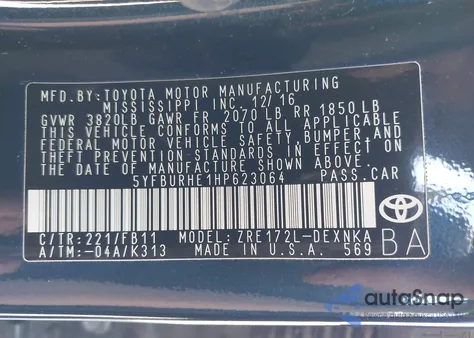 MFD.BY: TOYOTA MOTOR MANUFACTURING
MISSISSIPPI INC. 12/16
GVWR 3820LB GAWR FR 2070 LB RR 1850 LB
THIS VEHICLE CONFORMS TO ALL APPLICABLE
FEDERAL MOTOR VEHICLE SAFETY, BUMPER AND
THEFT PREVENTION STANDARDS IN EFFECT ON
THE DATE OF MANUFACTURE SHOWN ABOVE.
5YFBURHE1HP623064 PASS.CAR
C/TR: 221/FB11 MODEL: ZRE172L-DEXNKA
A/TM:-04A/K313 MADE IN U.S.A. 569
BA
autoSnap